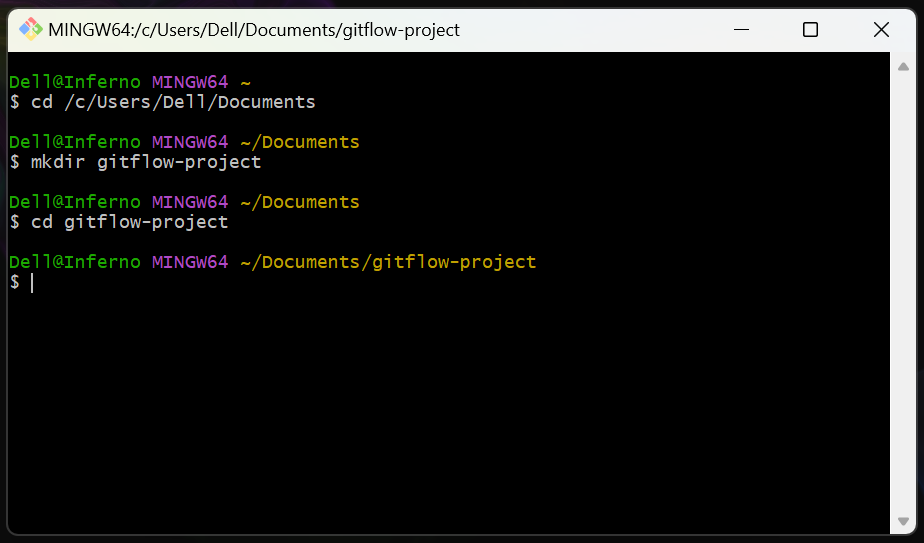 MINGW64:/c/Users/Dell/Documents/gitflow-project
Dell@Inferno MINGW64 ~
$ cd /c/Users/Dell/Documents
Dell@Inferno MINGW64 ~/Documents
$ mkdir gitflow-project
Dell@Inferno MINGW64 ~/Documents
$ cd gitflow-project
Dell@Inferno MINGW64 ~/Documents/gitflow-project
$